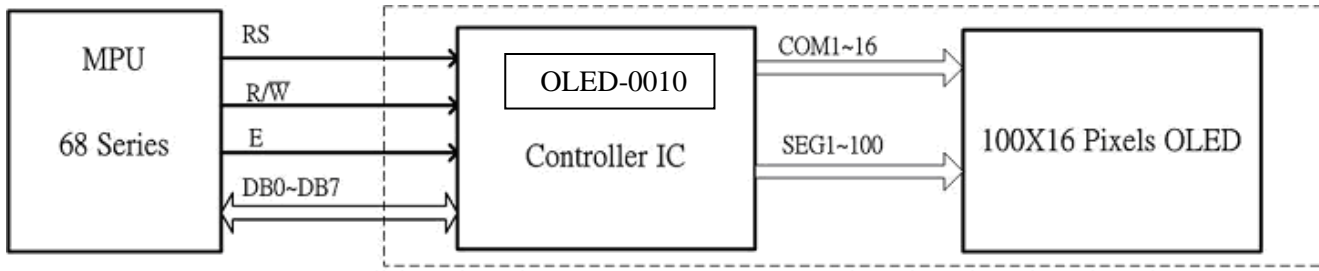 MPU
68 Series
RS
R/W̅
E
DB0~DB7
OLED-0010
Controller IC
COM1~16
SEG1~100
100X16 Pixels OLED